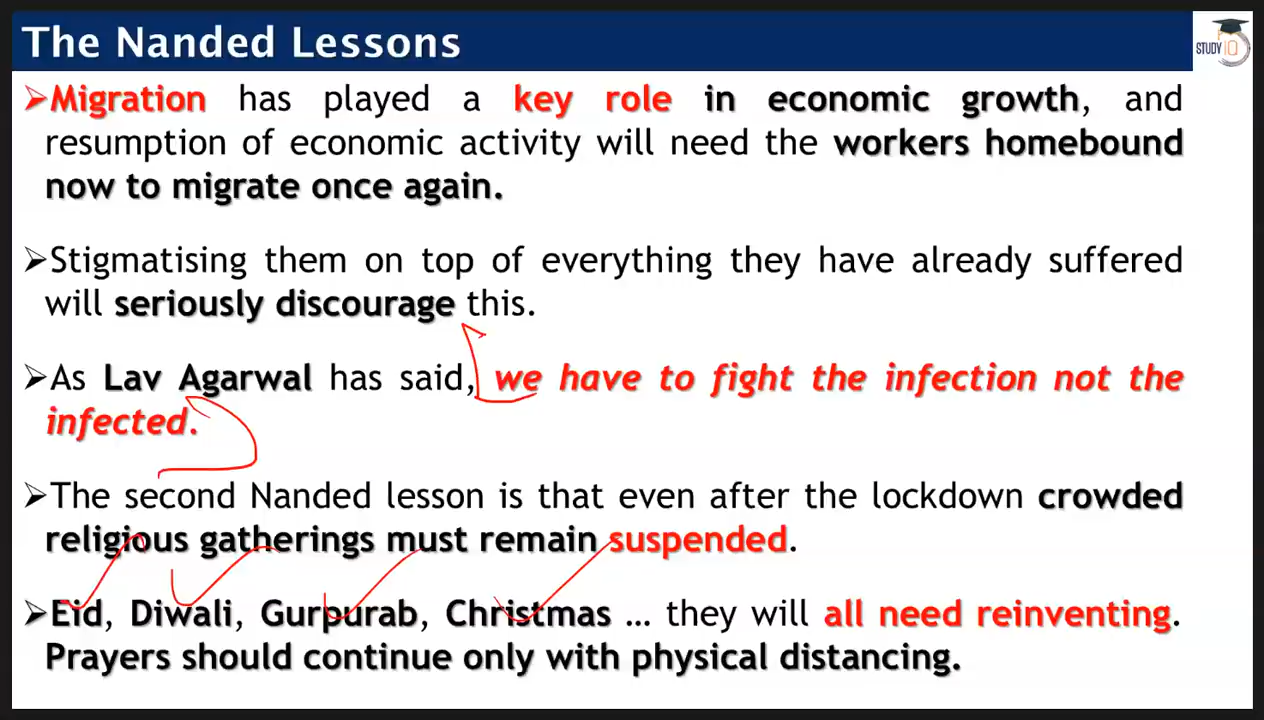 The Nanded Lessons
STUDY IQ
➢Migration has played a key role in economic growth, and
resumption of economic activity will need the workers homebound
now to migrate once again.
➢Stigmatising them on top of everything they have already suffered
will seriously discourage this.
➢As Lav Agarwal has said, we have to fight the infection not the
infected.
➢The second Nanded lesson is that even after the lockdown crowded
religious gatherings must remain suspended.
➢Eid, Diwali, Gurpurab, Christmas … they will all need reinventing.
Prayers should continue only with physical distancing.